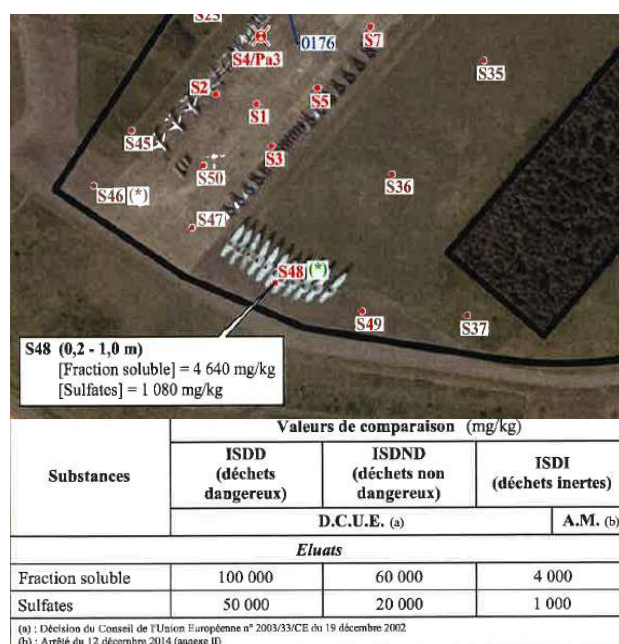 S25
0176
S7
S4/Pa3
S35
S2
S5
S1
S45
S3
S50
S36
S46 (*)
S47
S48 (*)
S49
S37
S48 (0,2 - 1,0 m)
[Fraction soluble] = 4 640 mg/kg
[Sulfates] = 1 080 mg/kg
Valeurs de comparaison (mg/kg)
Substances
ISDD (déchets dangereux)
ISDND (déchets non dangereux)
ISDI (déchets inertes)
D.C.U.E. (a)
A.M. (b)
Eluats
Fraction soluble 100 000 60 000 4 000
Sulfates 50 000 20 000 1 000
(a) : Décision du Conseil de l'Union Européenne n° 2003/33/CE du 19 décembre 2002
(b) : Arrêté du 12 décembre 2014 (annexe II)